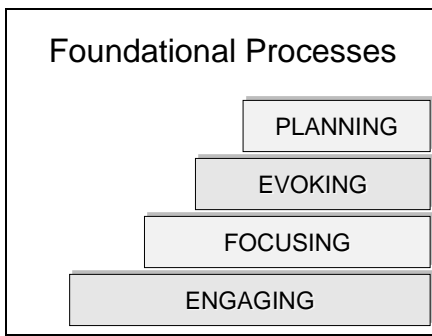 Foundational Processes
PLANNING
EVOKING
FOCUSING
ENGAGING